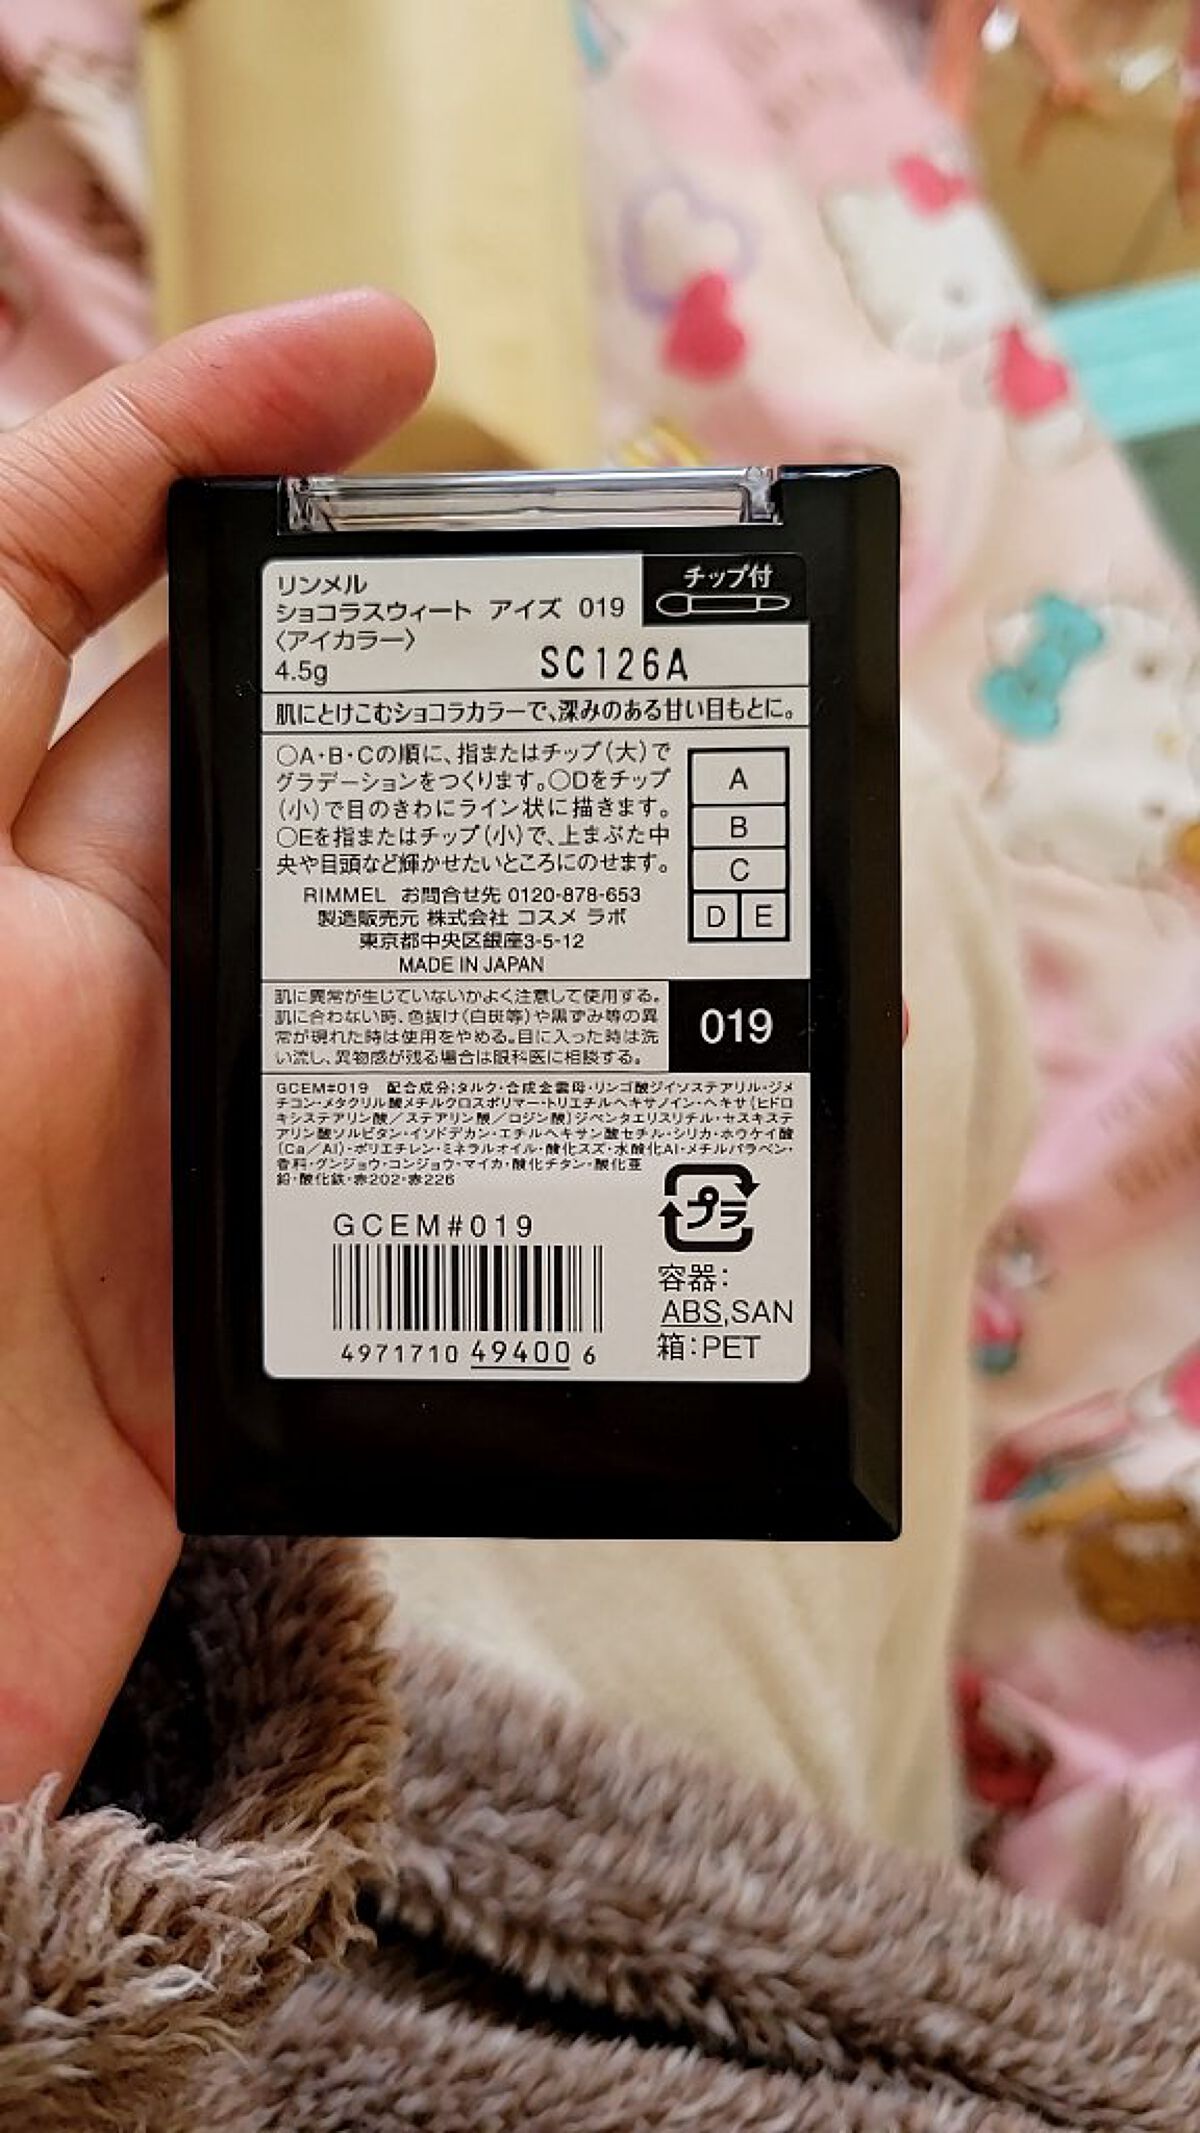 リンメル
ショコラスウィート アイズ 019
〈アイカラー〉
4.5g
チップ付
SC126A
肌にとけこむショコラカラーで、深みのある甘い目もとに。
○A・B・Cの順に、指またはチップ(大)で
グラデーションをつくります。○Dをチップ
(小)で目のきわにライン状に描きます。
○Eを指またはチップ(小)で、上まぶた中
央や目頭など輝かせたいところにのせます。
A
B
C
D E
RIMMEL お問合せ先 0120-878-653
製造販売元 株式会社 コスメ ラボ
東京都中央区銀座3-5-12
MADE IN JAPAN
肌に異常が生じていないかよく注意して使用する。
肌に合わない時、色抜け(白斑等)や黒ずみ等の異
常が現れた時は使用をやめる。目に入った時は洗
い流し、異物感が残る場合は眼科医に相談する。
019
GCEM#019 配合成分:タルク・合成金雲母・リンゴ酸ジイソステアリル・ジメ
チコン・メタクリル酸メチルクロスポリマー・トリエチルヘキサノイン・ヘキサ(ヒドロ
キシステアリン酸/ステアリン酸/ロジン酸)ジペンタエリスリチル・セスキステ
アリン酸ソルビタン・イソドデカン・エチルヘキサン酸セチル・シリカ・ホウケイ酸
(Ca/Al)・ポリエチレン・ミネラルオイル・酸化スズ・水酸化Al・メチルパラベン・
香料・グンジョウ・コンジョウ・マイカ・酸化チタン・酸化亜
鉛・酸化鉄・赤202・赤226
GCEM#019
4971710 49400 6
プラ
容器:
ABS,SAN
箱:PET